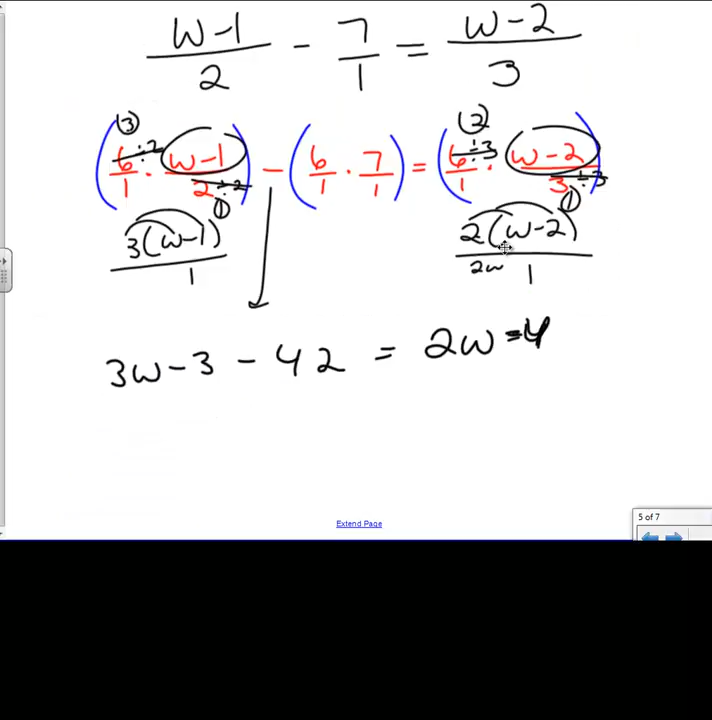 (w-1)/2 - 7/1 = (w-2)/3
③ ②
(6÷2/1 · w-1/2÷2) - (6/1 · 7/1) = (6÷3/1 · w-2/3÷3)
① ①
3(w-1)/1 2(w-2)/1
2w
3w-3 - 42 = 2w-4
Extend Page
5 of 7